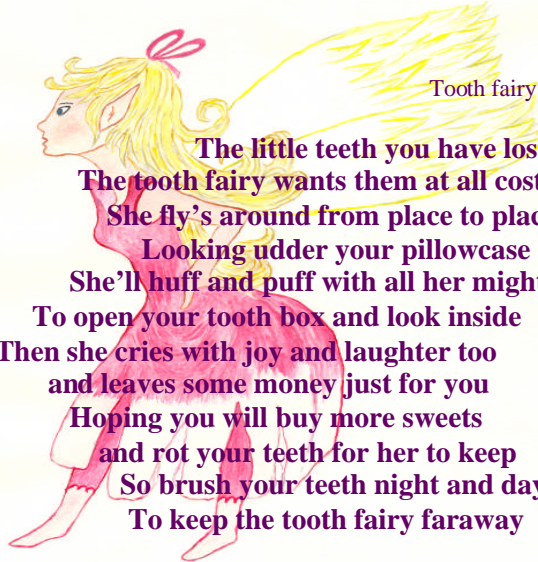 Tooth fairy
The little teeth you have los
The tooth fairy wants them at all cost
She fly's around from place to plac
Looking udder your pillowcase
She'll huff and puff with all her might
To open your tooth box and look inside
Then she cries with joy and laughter too
and leaves some money just for you
Hoping you will buy more sweets
and rot your teeth for her to keep
So brush your teeth night and day
To keep the tooth fairy faraway